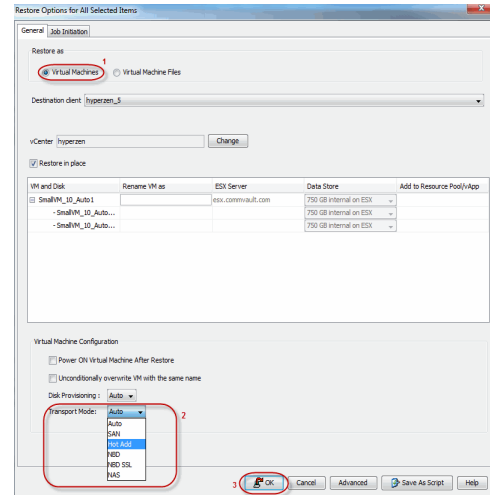 Restore Options for All Selected Items
General Job Initiation
Restore as
1
Virtual Machines Virtual Machine Files
Destination client hyperzen_5
vCenter hyperzen Change
Restore in place
VM and Disk Rename VM as ESX Server Data Store Add to Resource Pool/vApp
SmallVM_10_Auto1 esx.commvault.com 750 GB internal on ESX
- SmallVM_10_Auto... 750 GB internal on ESX
- SmallVM_10_Auto... 750 GB internal on ESX
Virtual Machine Configuration
Power ON Virtual Machine After Restore
Unconditionally overwrite VM with the same name
Disk Provisioning : Auto
Transport Mode: Auto 2
Auto
SAN
Hot Add
NBD
NBD SSL
NAS
3 OK Cancel Advanced Save As Script Help